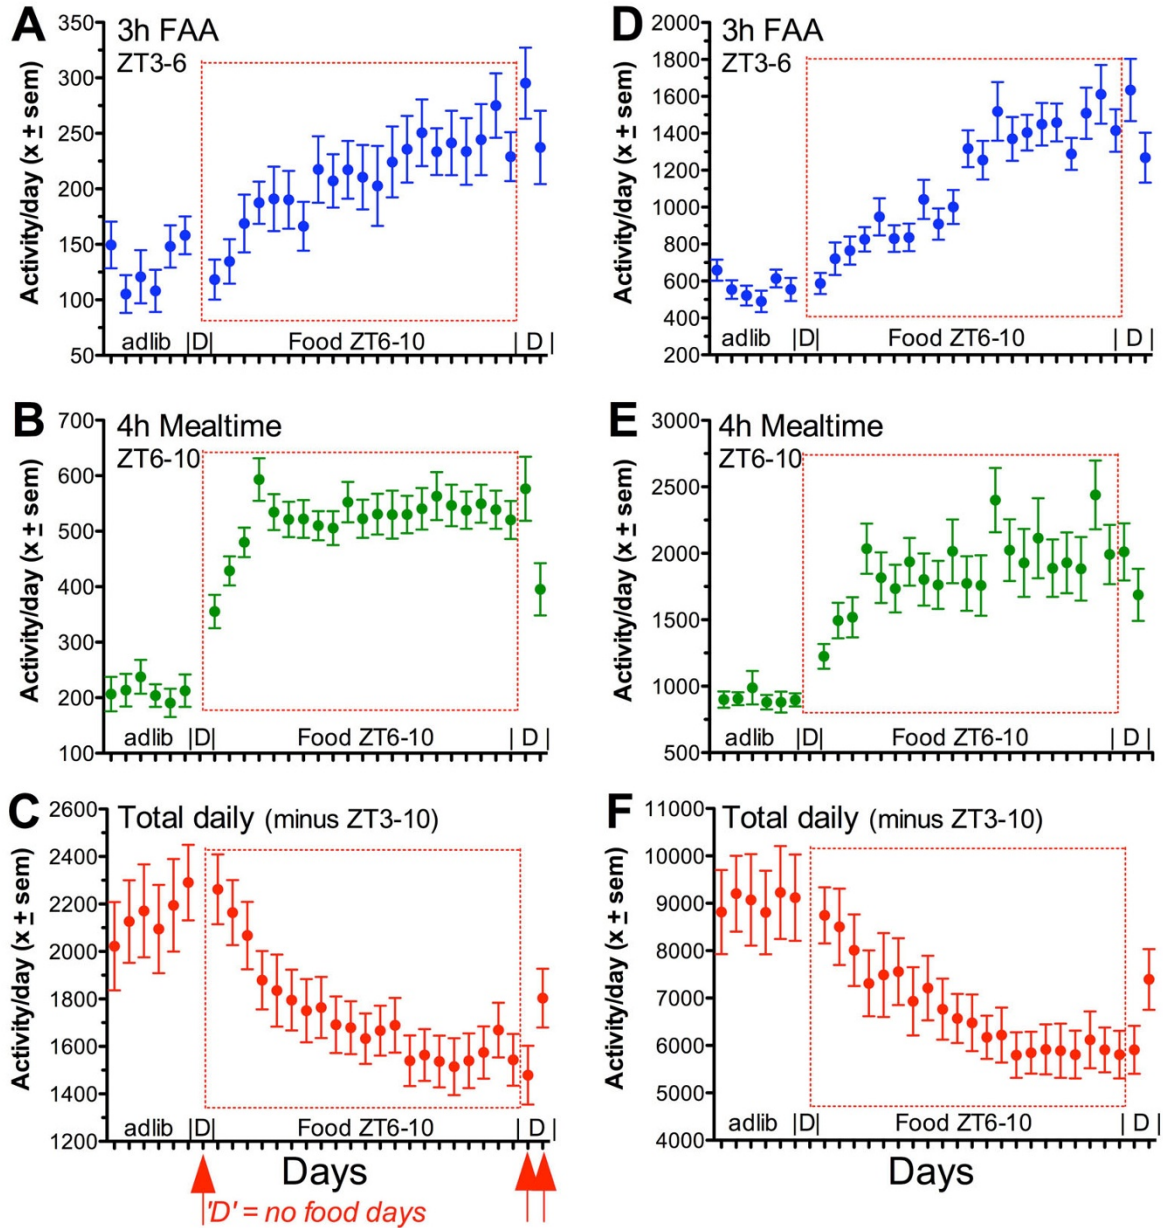 A
3h FAA
ZT3-6
Activity/day (x ± sem)
350
300
250
200
150
100
50
adlib |D| Food ZT6-10 | D |
D
3h FAA
ZT3-6
Activity/day (x ± sem)
2000
1800
1600
1400
1200
1000
800
600
400
200
adlib |D| Food ZT6-10 | D |
B
4h Mealtime
ZT6-10
Activity/day (x ± sem)
700
600
500
400
300
200
100
adlib |D| Food ZT6-10 | D |
E
4h Mealtime
ZT6-10
Activity/day (x ± sem)
3000
2500
2000
1500
1000
500
adlib |D| Food ZT6-10 | D |
C
Total daily (minus ZT3-10)
Activity/day (x ± sem)
2600
2400
2200
2000
1800
1600
1400
1200
adlib |D| Food ZT6-10 | D |
Days
'D' = no food days
F
Total daily (minus ZT3-10)
Activity/day (x ± sem)
11000
10000
9000
8000
7000
6000
5000
4000
adlib |D| Food ZT6-10 | D |
Days